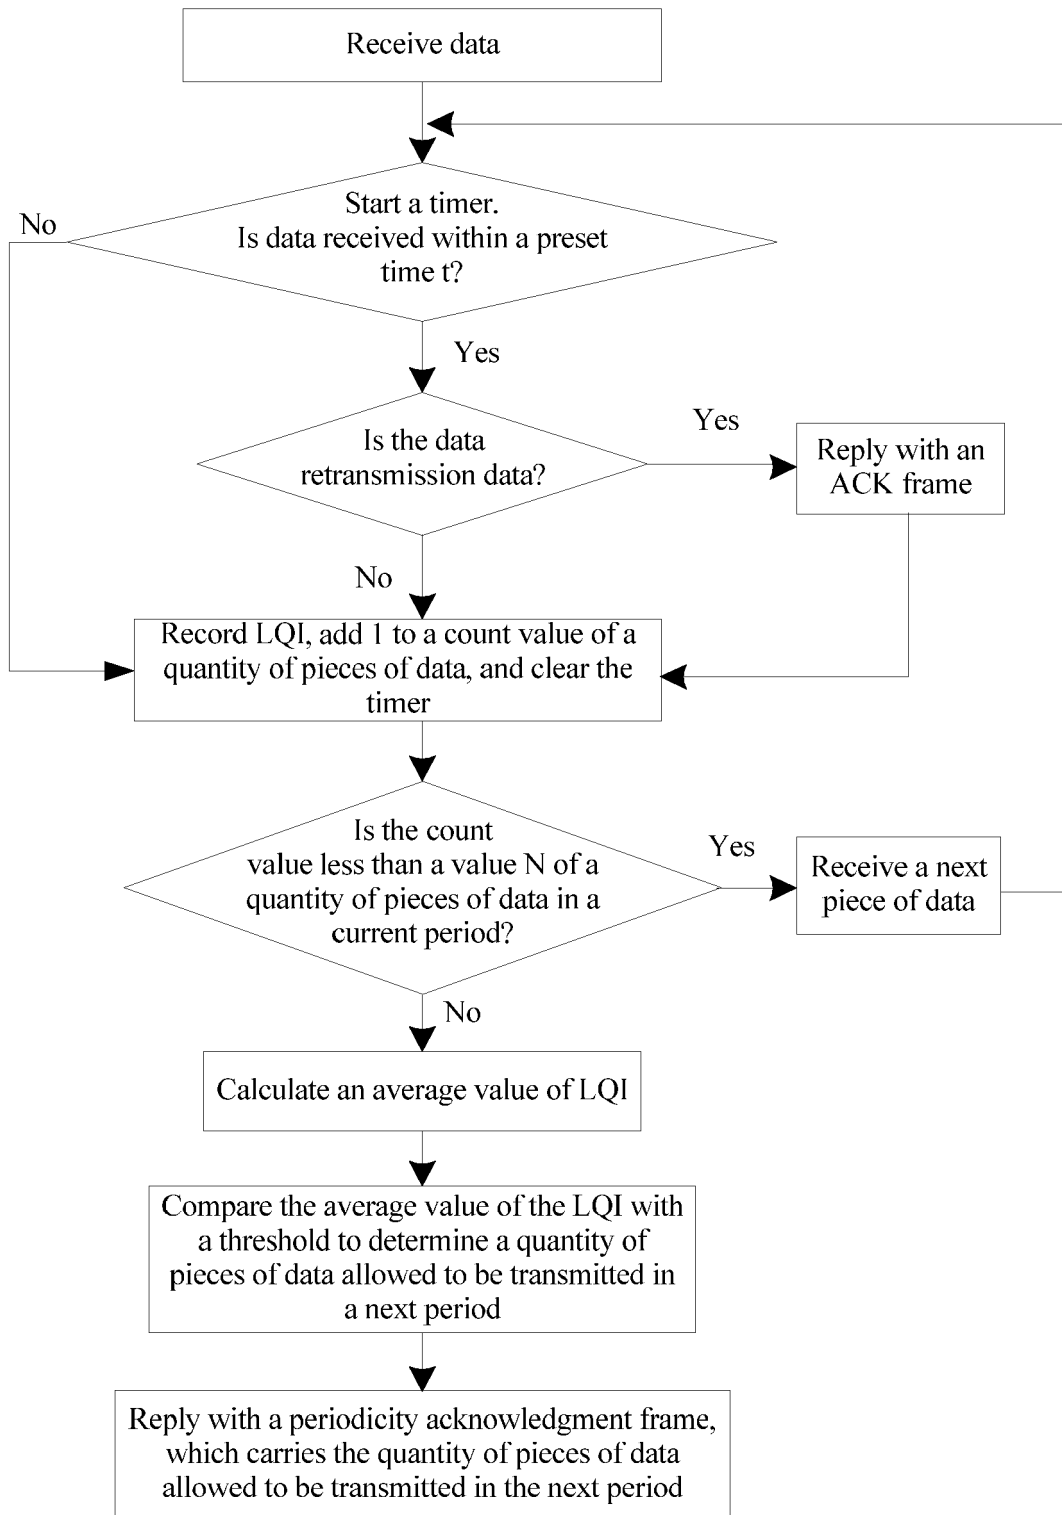 Receive data
Start a timer.
Is data received within a preset
time t?
No
Yes
Is the data
retransmission data?
Yes
Reply with an
ACK frame
No
Record LQI, add 1 to a count value of a
quantity of pieces of data, and clear the
timer
Is the count
value less than a value N of a
quantity of pieces of data in a
current period?
Yes
Receive a next
piece of data
No
Calculate an average value of LQI
Compare the average value of the LQI with
a threshold to determine a quantity of
pieces of data allowed to be transmitted in
a next period
Reply with a periodicity acknowledgment frame,
which carries the quantity of pieces of data
allowed to be transmitted in the next period